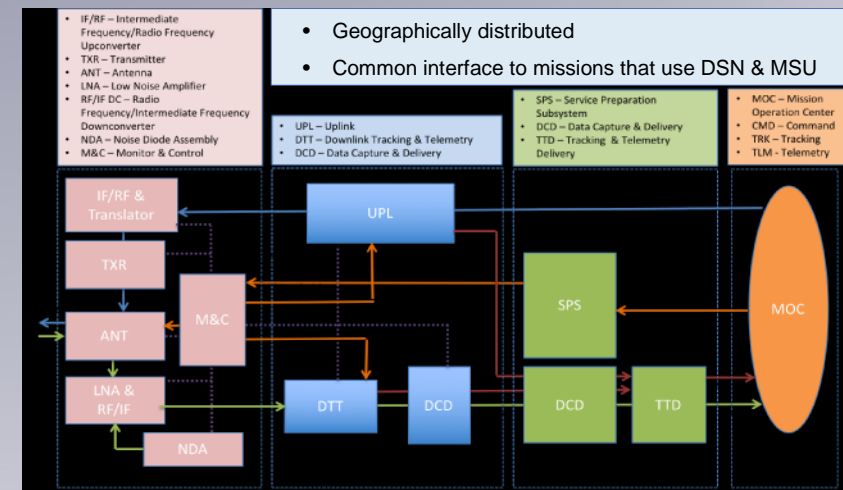 • IF/RF – Intermediate
Frequency/Radio Frequency
Upconverter
• TXR – Transmitter
• ANT – Antenna
• LNA – Low Noise Amplifier
• RF/IF DC – Radio
Frequency/Intermediate Frequency
Downconverter
• NDA – Noise Diode Assembly
• M&C – Monitor & Control
• Geographically distributed
• Common interface to missions that use DSN & MSU
• UPL – Uplink
• DTT – Downlink Tracking & Telemetry
• DCD – Data Capture & Delivery
• SPS – Service Preparation
Subsystem
• DCD – Data Capture & Delivery
• TTD – Tracking & Telemetry
Delivery
• MOC – Mission
Operation Center
• CMD – Command
• TRK – Tracking
• TLM - Telemetry
IF/RF &
Translator
UPL
TXR
M&C
SPS
MOC
ANT
LNA &
RF/IF
DTT
DCD
DCD
TTD
NDA